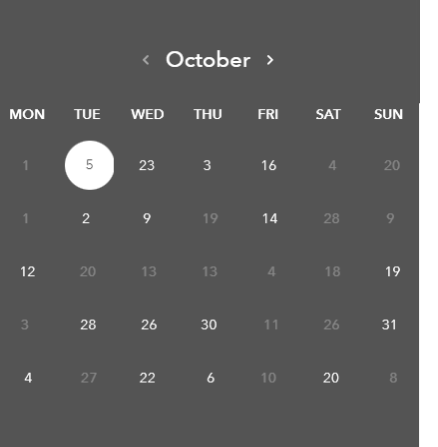 ‹ October ›
MON TUE WED THU FRI SAT SUN
1 5 23 3 16 4 20
1 2 9 19 14 28 9
12 20 13 13 4 18 19
3 28 26 30 11 26 31
4 27 22 6 10 20 8